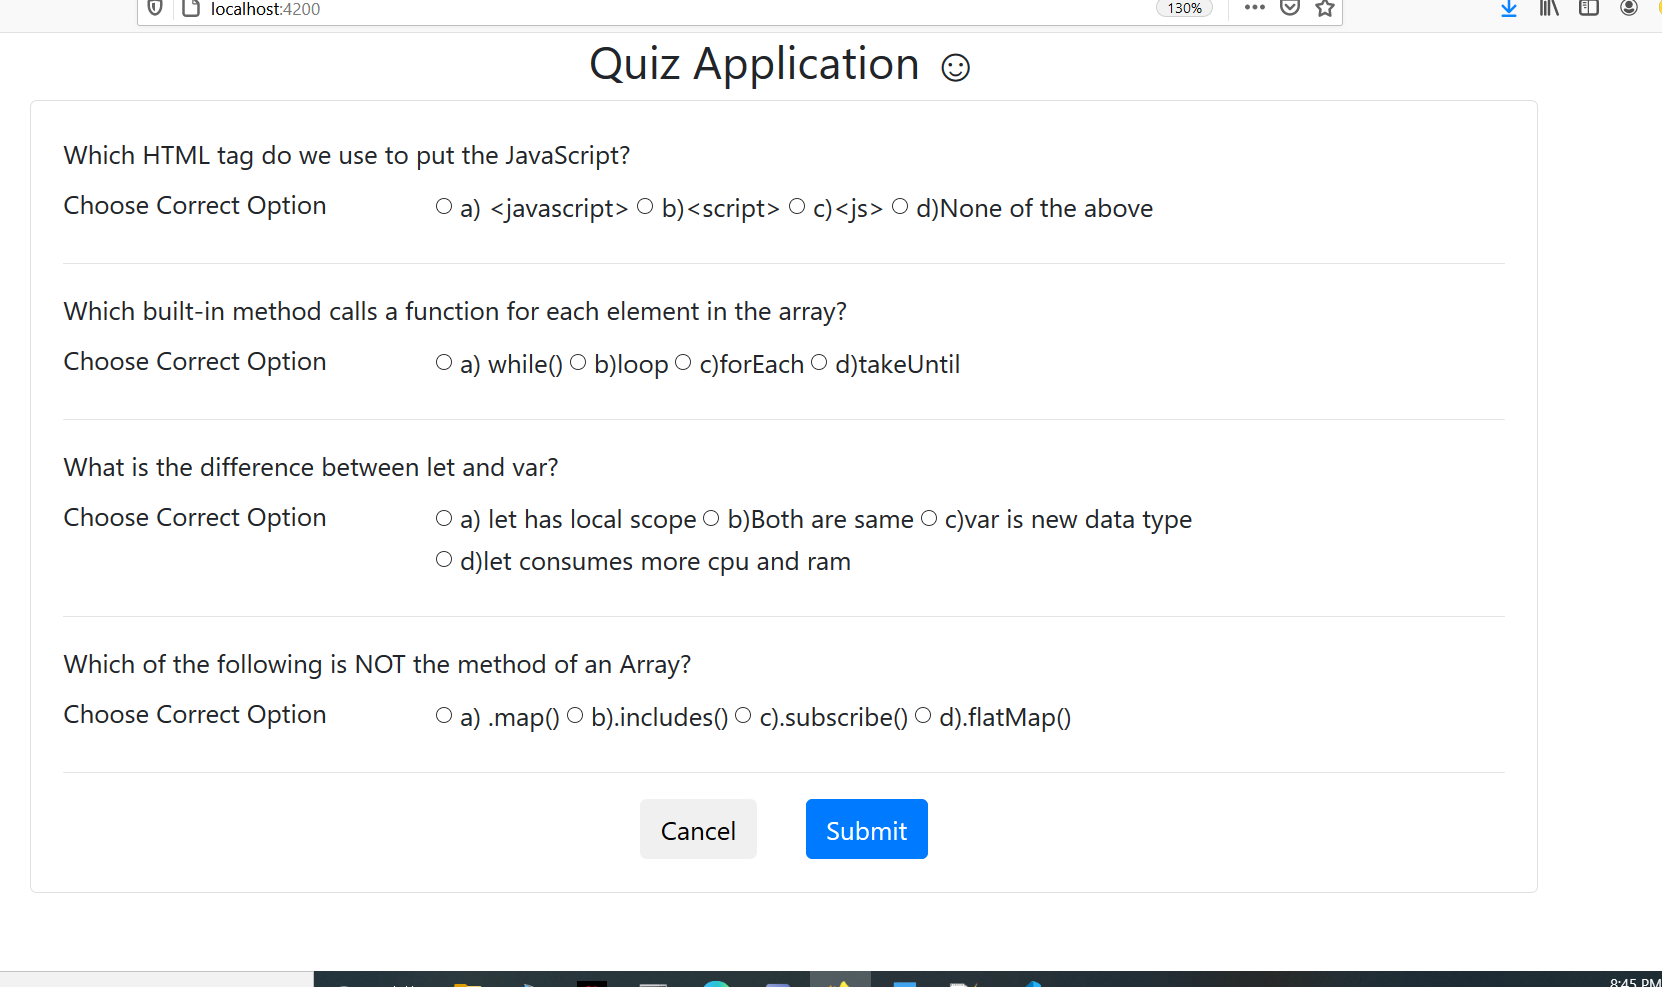 localhost:4200
130%
Quiz Application ☺
Which HTML tag do we use to put the JavaScript?
Choose Correct Option
a) <javascript> b)<script> c)<js> d)None of the above
Which built-in method calls a function for each element in the array?
Choose Correct Option
a) while() b)loop c)forEach d)takeUntil
What is the difference between let and var?
Choose Correct Option
a) let has local scope b)Both are same c)var is new data type
d)let consumes more cpu and ram
Which of the following is NOT the method of an Array?
Choose Correct Option
a) .map() b).includes() c).subscribe() d).flatMap()
Cancel
Submit
8:45 PM